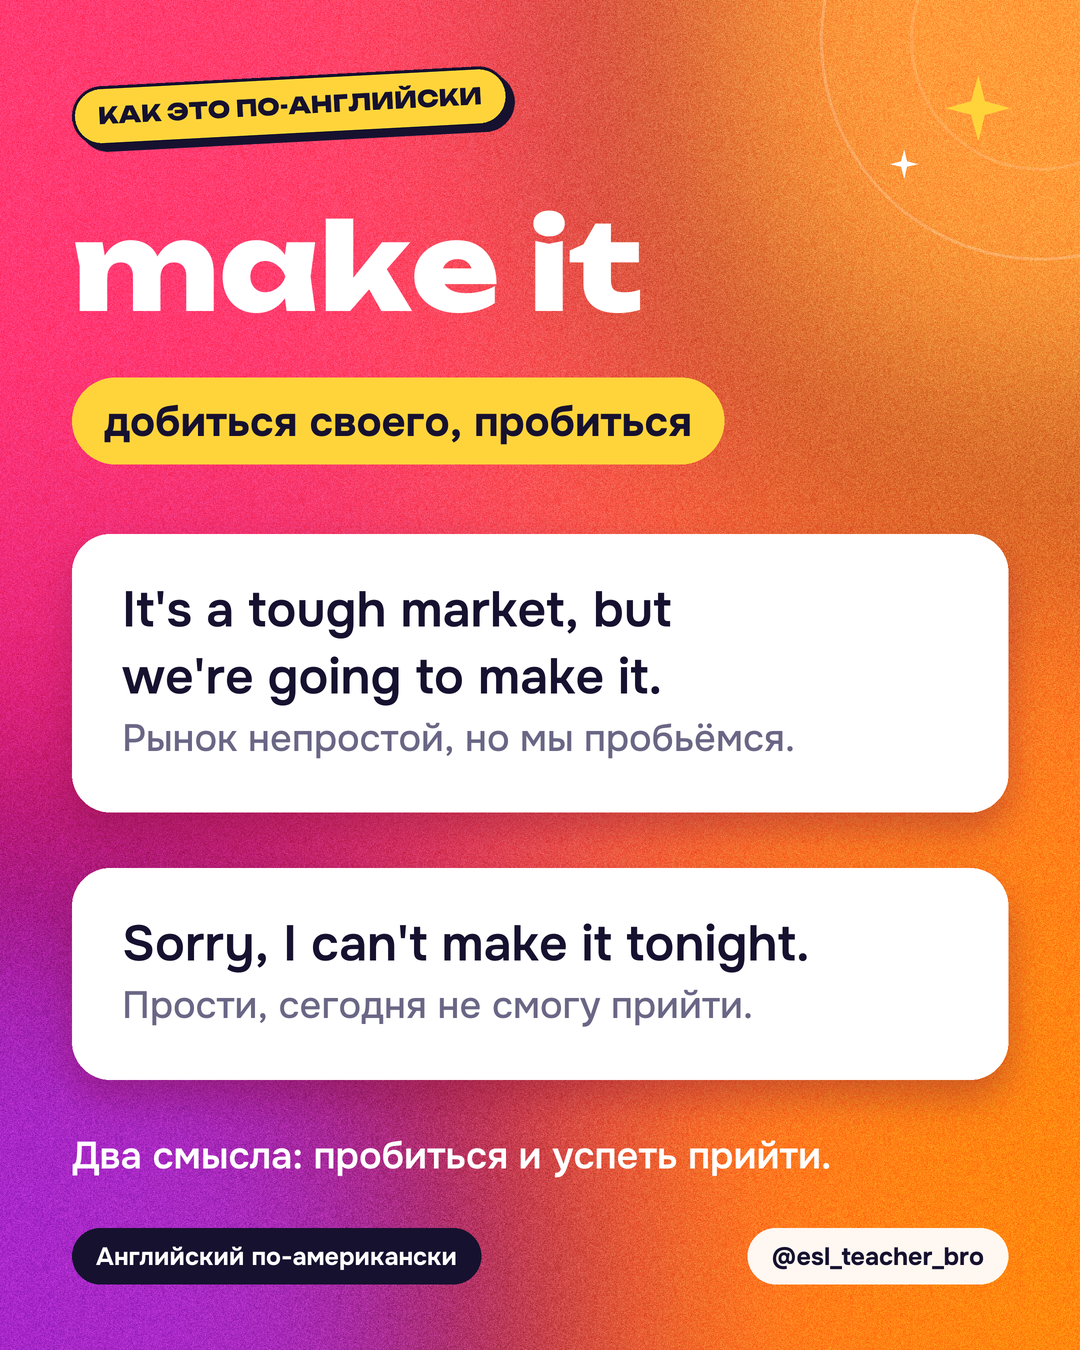 КАК ЭТО ПО-АНГЛИЙСКИ
make it
добиться своего, пробиться
It's a tough market, but
we're going to make it.
Рынок непростой, но мы пробьёмся.
Sorry, I can't make it tonight.
Прости, сегодня не смогу прийти.
Два смысла: пробиться и успеть прийти.
Английский по-американски
@esl_teacher_bro